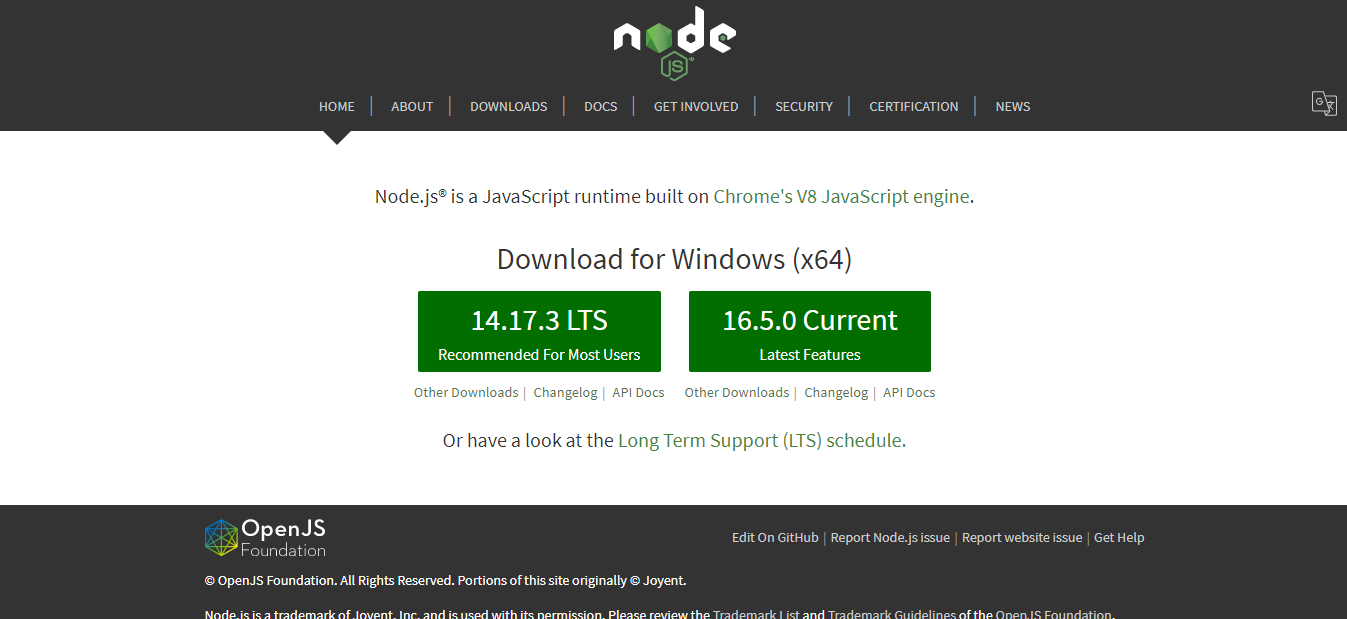 node
JS
HOME | ABOUT | DOWNLOADS | DOCS | GET INVOLVED | SECURITY | CERTIFICATION | NEWS
Node.js® is a JavaScript runtime built on Chrome's V8 JavaScript engine.
Download for Windows (x64)
14.17.3 LTS
Recommended For Most Users
16.5.0 Current
Latest Features
Other Downloads | Changelog | API Docs
Other Downloads | Changelog | API Docs
Or have a look at the Long Term Support (LTS) schedule.
OpenJS
Foundation
Edit On GitHub | Report Node.js issue | Report website issue | Get Help
© OpenJS Foundation. All Rights Reserved. Portions of this site originally © Joyent.
Node.js is a trademark of Joyent, Inc. and is used with its permission. Please review the Trademark List and Trademark Guidelines of the OpenJS Foundation.